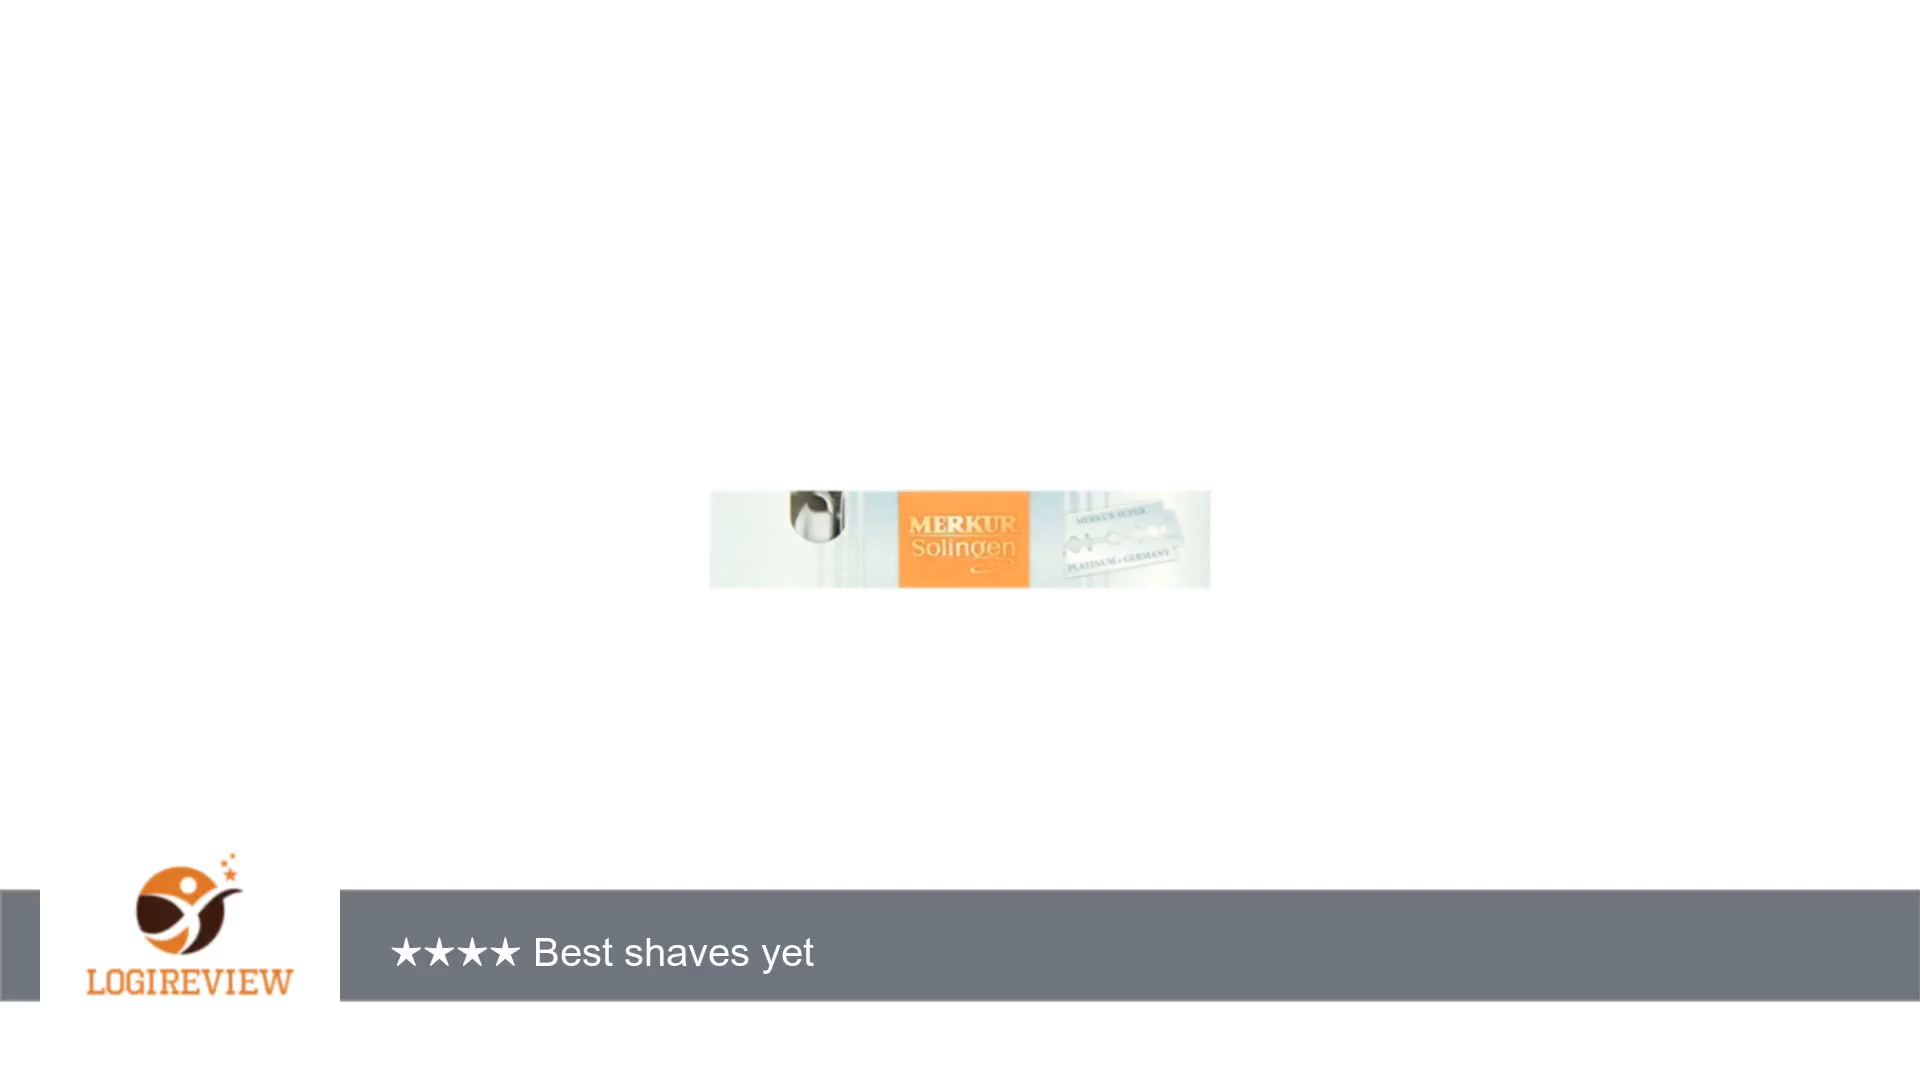 MERKUR
Solingen
MERKUR SUPER
PLATINUM • GERMANY
LOGIREVIEW
★★★★ Best shaves yet